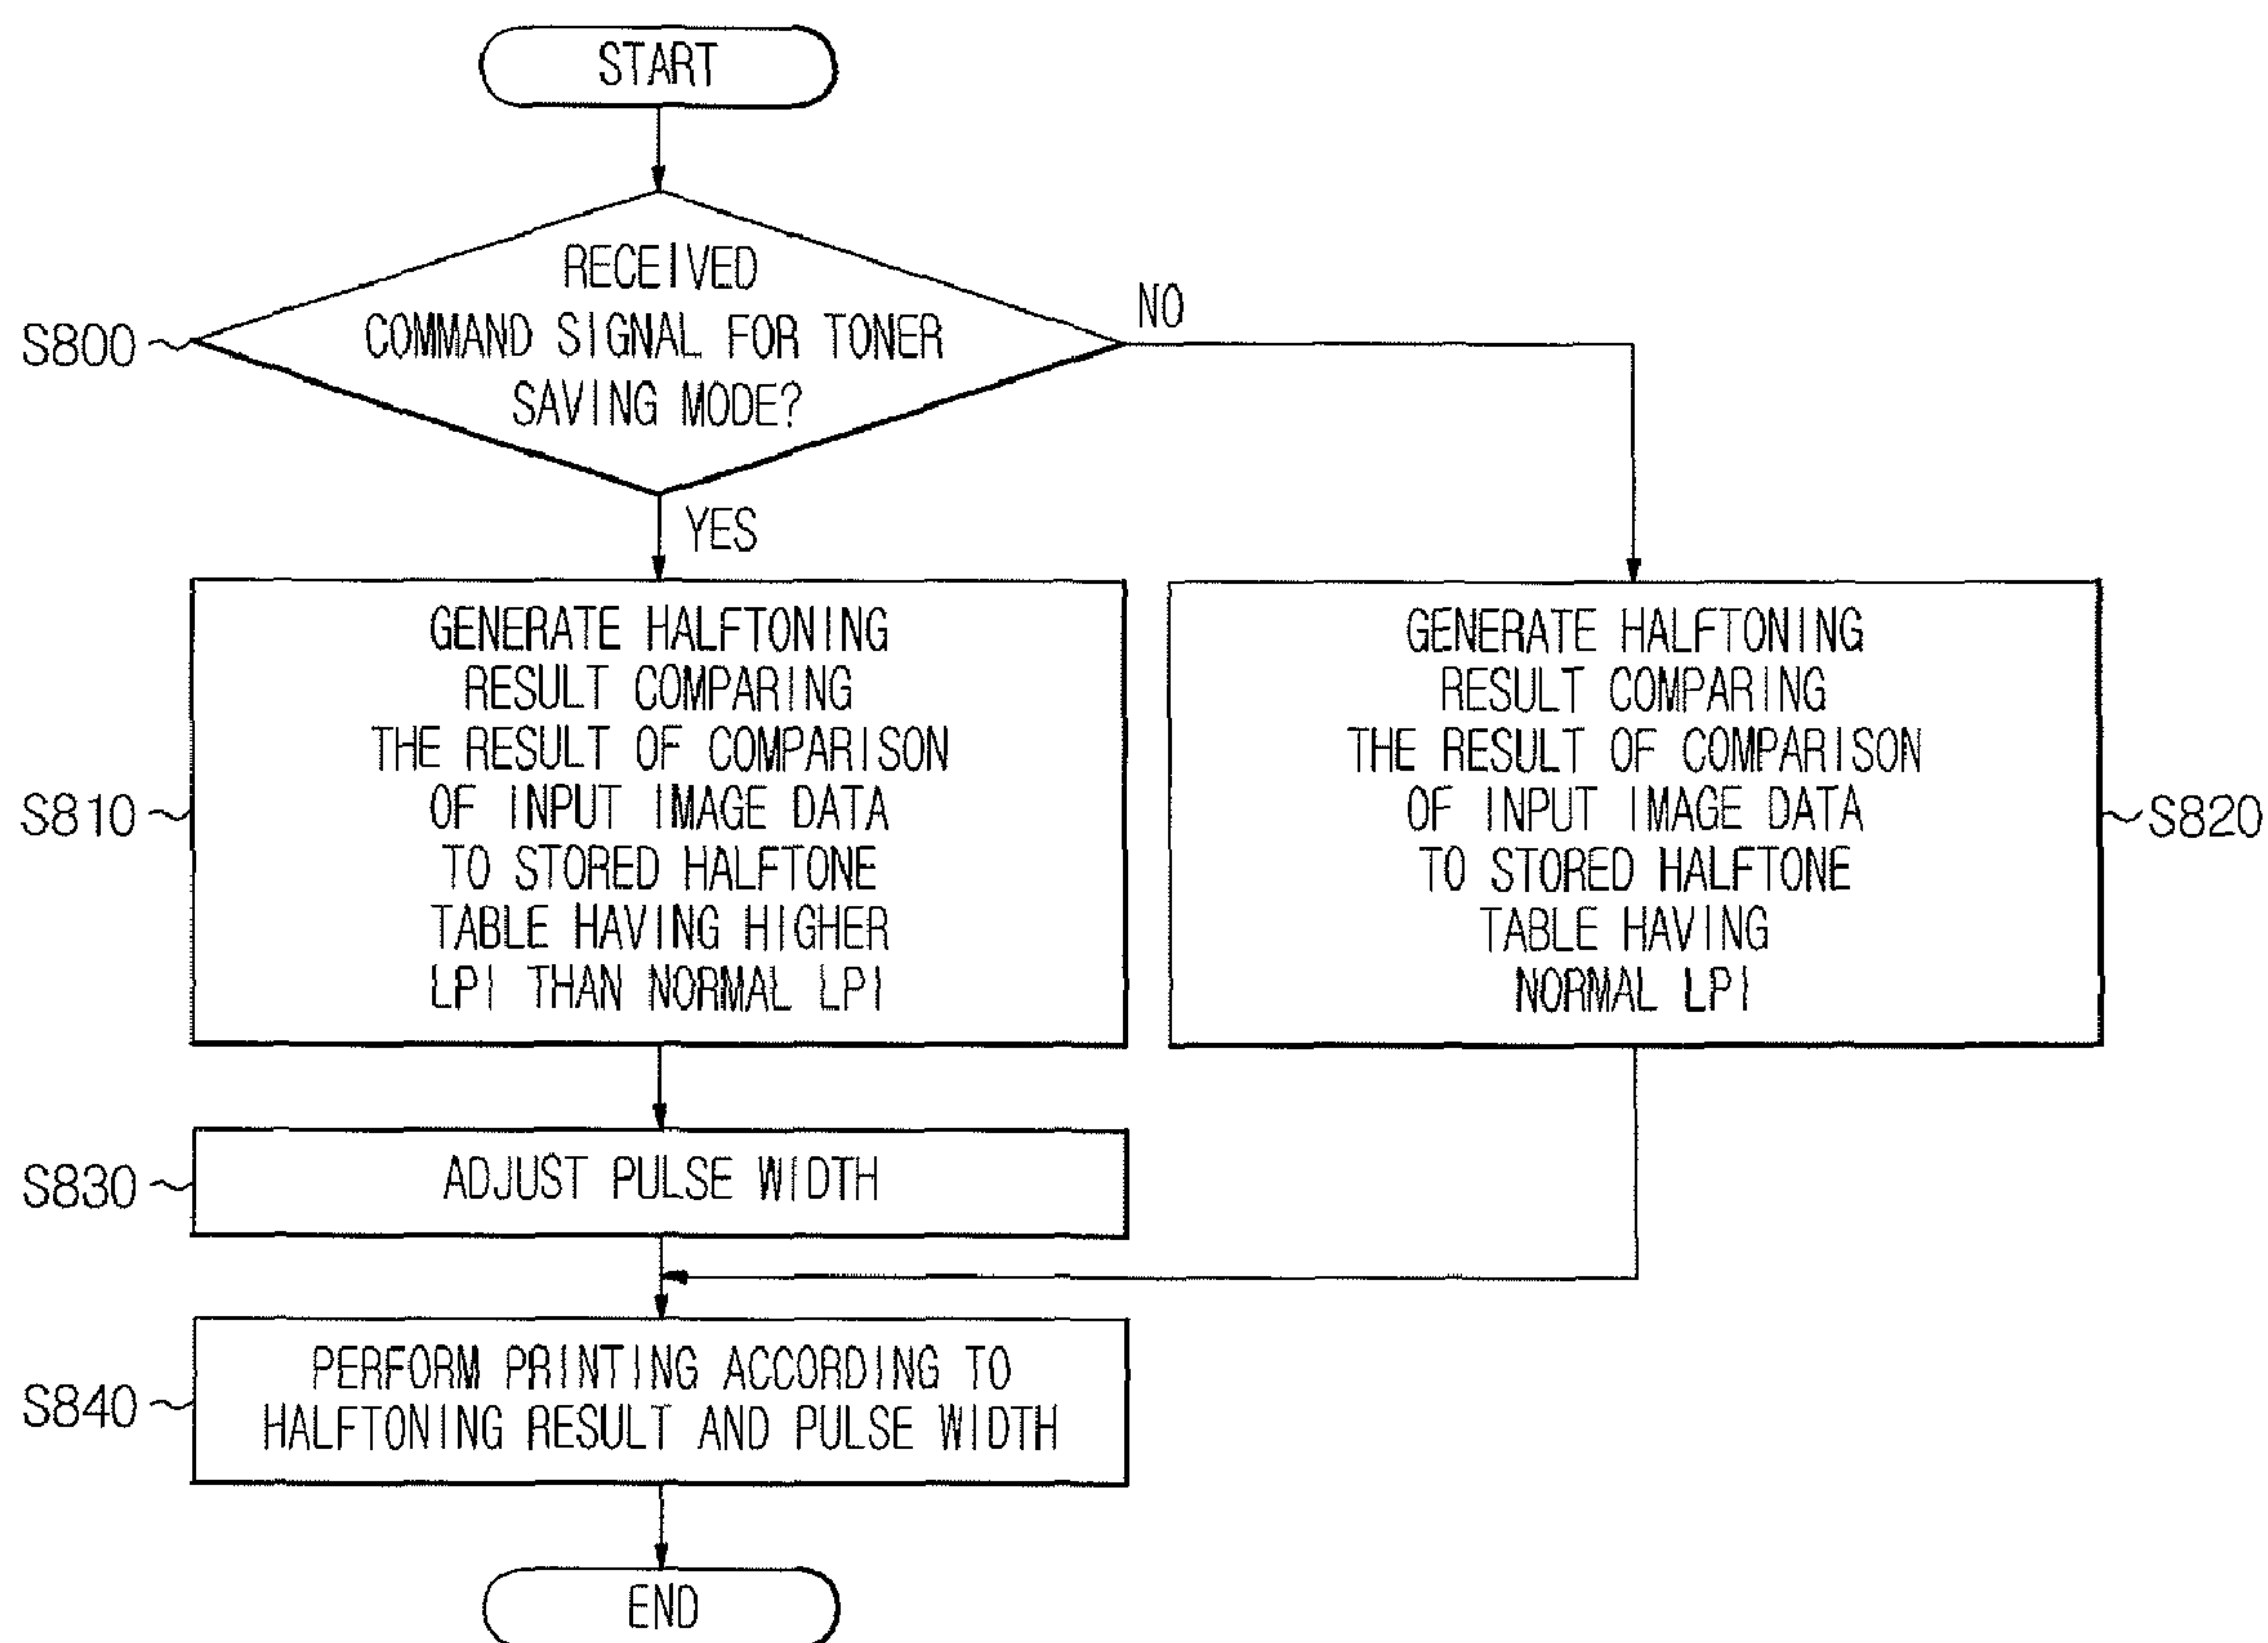 START
RECEIVED
COMMAND SIGNAL FOR TONER
SAVING MODE?
S800
NO
YES
GENERATE HALFTONING
RESULT COMPARING
THE RESULT OF COMPARISON
OF INPUT IMAGE DATA
TO STORED HALFTONE
TABLE HAVING HIGHER
LPI THAN NORMAL LPI
S810
GENERATE HALFTONING
RESULT COMPARING
THE RESULT OF COMPARISON
OF INPUT IMAGE DATA
TO STORED HALFTONE
TABLE HAVING
NORMAL LPI
S820
S830
ADJUST PULSE WIDTH
S840
PERFORM PRINTING ACCORDING TO
HALFTONING RESULT AND PULSE WIDTH
END